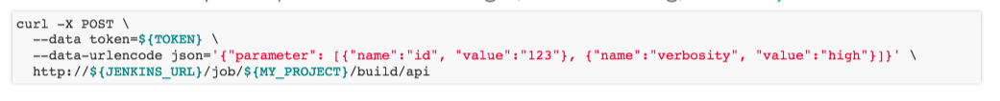 curl -X POST \
  --data token=${TOKEN} \
  --data-urlencode json='{"parameter": [{"name":"id", "value":"123"}, {"name":"verbosity", "value":"high"}]}' \
  http://${JENKINS_URL}/job/${MY_PROJECT}/build/api